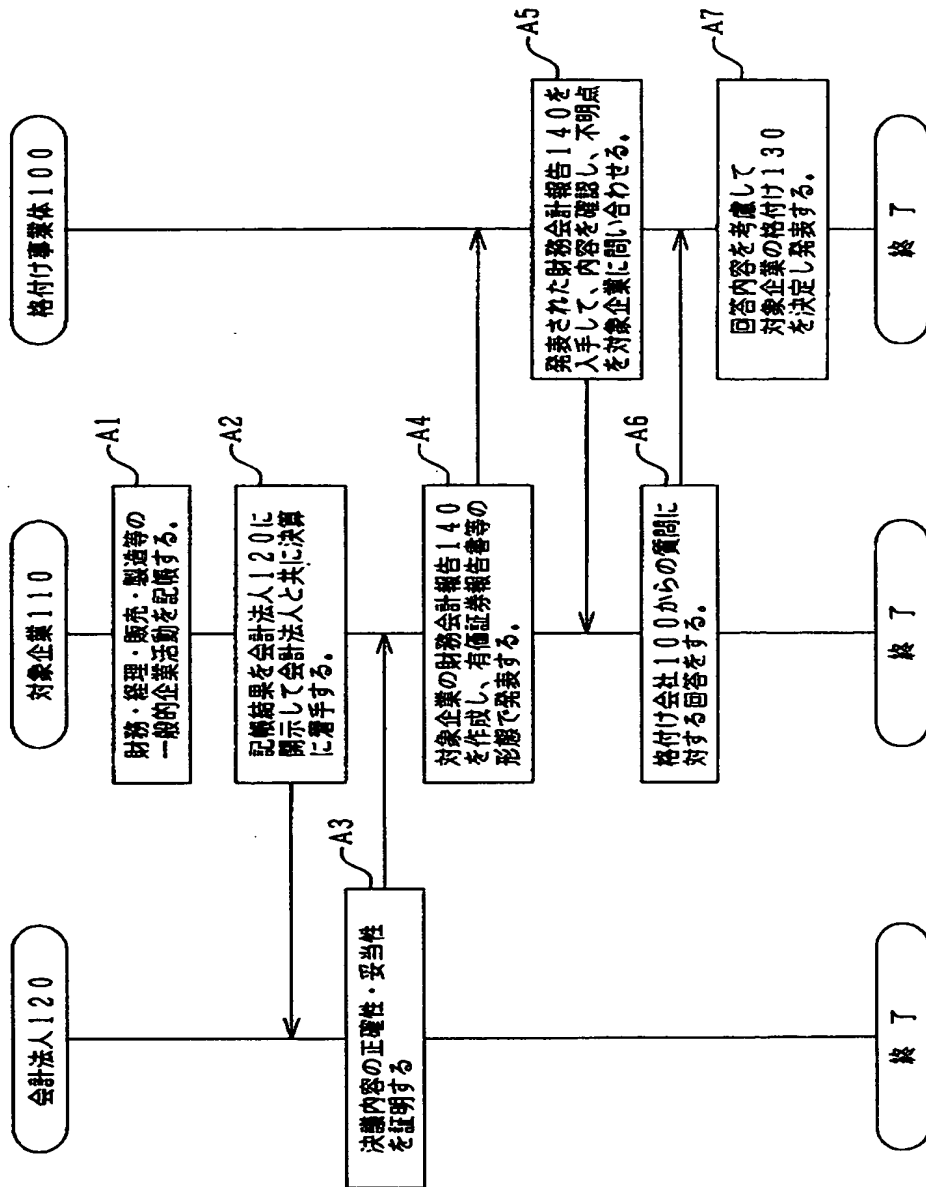 会計法人120
対象企業110
格付け事業体100
A1
財務・経理・販売・製造等の
一般的企業活動を記帳する。
A2
記帳結果を会計法人120に
開示して会計法人と共に決算
に着手する。
A3
決議内容の正確性・妥当性
を証明する
A4
対象企業の財務会計報告140
を作成し、有価証券報告書等の
形態で発表する。
A5
発表された財務会計報告140を
入手して、内容を確認し、不明点
を対象企業に問い合わせる。
A6
格付け会社100からの質問に
対する回答をする。
A7
回答内容を考慮して
対象企業の格付け130
を決定し発表する。
終 了
終 了
終 了